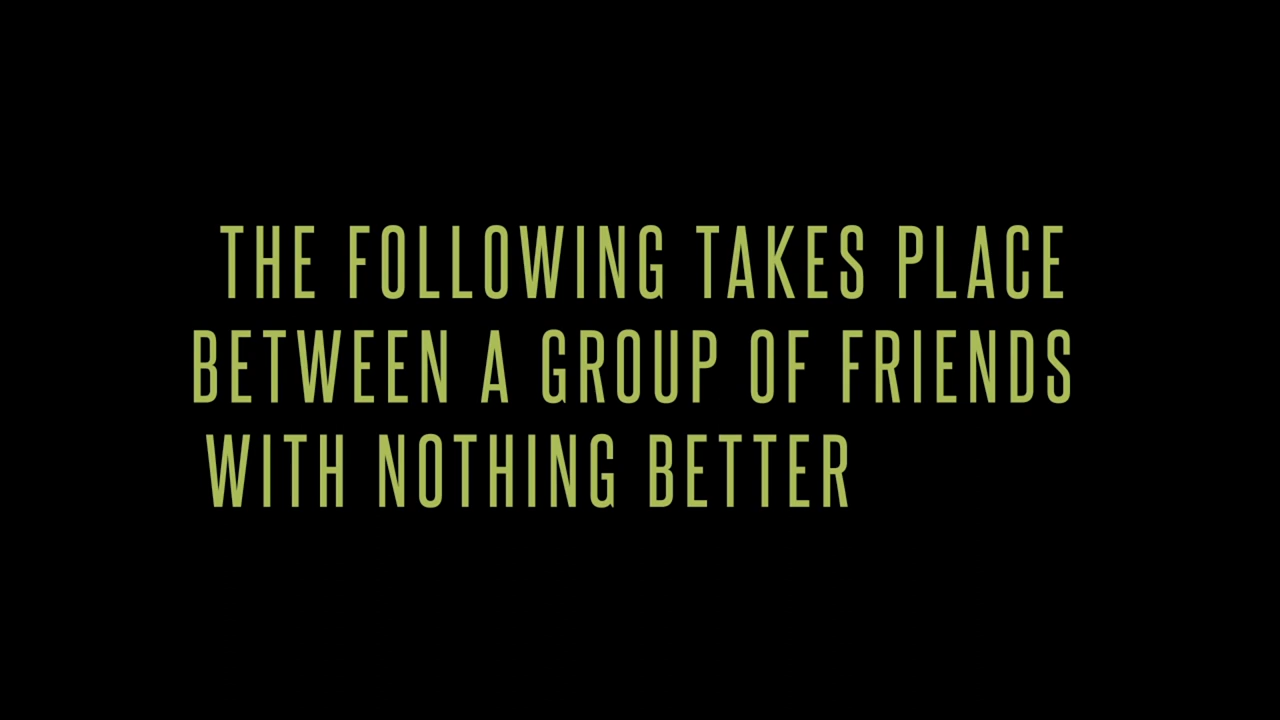 THE FOLLOWING TAKES PLACE
BETWEEN A GROUP OF FRIENDS
WITH NOTHING BETTER